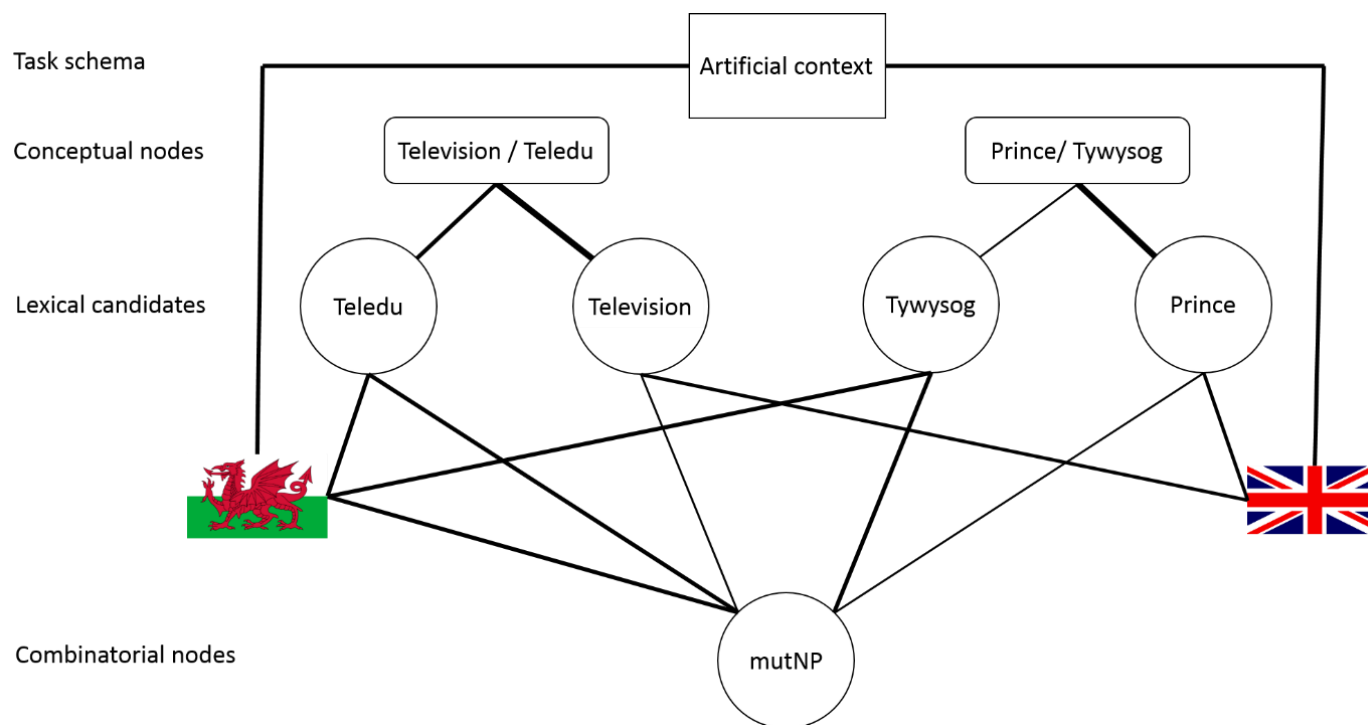 Task schema
Artificial context
Conceptual nodes
Television / Teledu
Prince/ Tywysog
Lexical candidates
Teledu
Television
Tywysog
Prince
Combinatorial nodes
mutNP